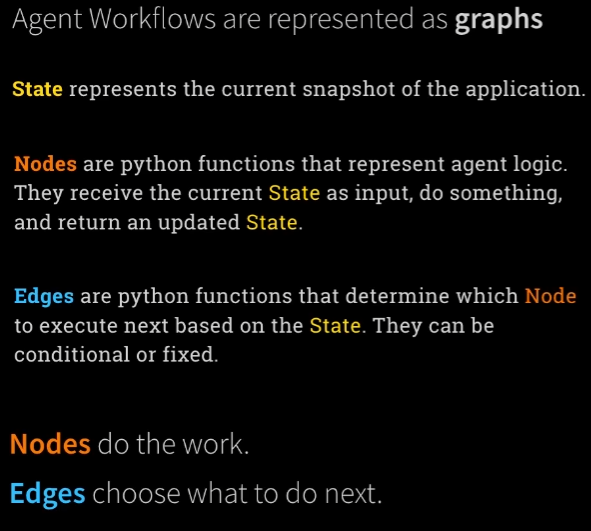 Agent Workflows are represented as graphs
State represents the current snapshot of the application.
Nodes are python functions that represent agent logic.
They receive the current State as input, do something,
and return an updated State.
Edges are python functions that determine which Node
to execute next based on the State. They can be
conditional or fixed.
Nodes do the work.
Edges choose what to do next.